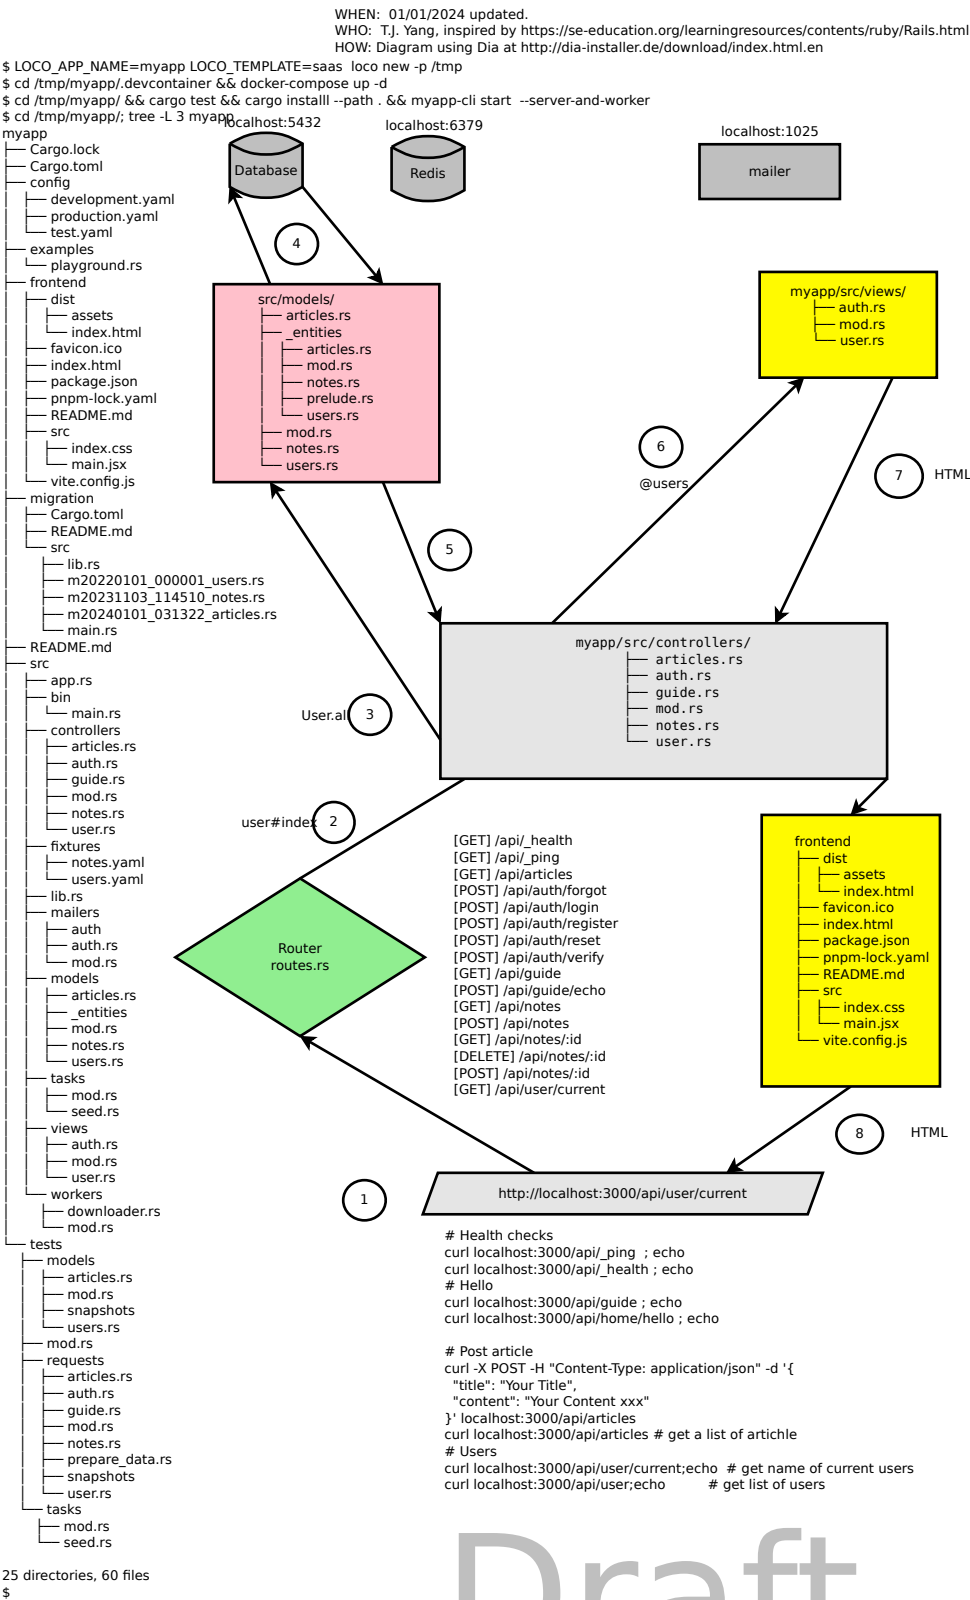 WHEN:  01/01/2024 updated.
WHO:  T.J. Yang, inspired by https://se-education.org/learningresources/contents/ruby/Rails.html
HOW: Diagram using Dia at http://dia-installer.de/download/index.html.en
$ LOCO_APP_NAME=myapp LOCO_TEMPLATE=saas  loco new -p /tmp
$ cd /tmp/myapp/.devcontainer && docker-compose up -d
$ cd /tmp/myapp/ && cargo test && cargo installl --path . && myapp-cli start  --server-and-worker
$ cd /tmp/myapp/; tree -L 3 myapp
myapp
├── Cargo.lock
├── Cargo.toml
├── config
│   ├── development.yaml
│   ├── production.yaml
│   └── test.yaml
├── examples
│   └── playground.rs
├── frontend
│   ├── dist
│   │   ├── assets
│   │   └── index.html
│   ├── favicon.ico
│   ├── index.html
│   ├── package.json
│   ├── pnpm-lock.yaml
│   ├── README.md
│   ├── src
│   │   ├── index.css
│   │   └── main.jsx
│   └── vite.config.js
├── migration
│   ├── Cargo.toml
│   ├── README.md
│   └── src
│       ├── lib.rs
│       ├── m20220101_000001_users.rs
│       ├── m20231103_114510_notes.rs
│       ├── m20240101_031322_articles.rs
│       └── main.rs
├── README.md
├── src
│   ├── app.rs
│   ├── bin
│   │   └── main.rs
│   ├── controllers
│   │   ├── articles.rs
│   │   ├── auth.rs
│   │   ├── guide.rs
│   │   ├── mod.rs
│   │   ├── notes.rs
│   │   └── user.rs
│   ├── fixtures
│   │   ├── notes.yaml
│   │   └── users.yaml
│   ├── lib.rs
│   ├── mailers
│   │   ├── auth
│   │   ├── auth.rs
│   │   └── mod.rs
│   ├── models
│   │   ├── articles.rs
│   │   ├── _entities
│   │   ├── mod.rs
│   │   ├── notes.rs
│   │   └── users.rs
│   ├── tasks
│   │   ├── mod.rs
│   │   └── seed.rs
│   ├── views
│   │   ├── auth.rs
│   │   ├── mod.rs
│   │   └── user.rs
│   └── workers
│       ├── downloader.rs
│       └── mod.rs
└── tests
    ├── models
    │   ├── articles.rs
    │   ├── mod.rs
    │   ├── snapshots
    │   └── users.rs
    ├── mod.rs
    ├── requests
    │   ├── articles.rs
    │   ├── auth.rs
    │   ├── guide.rs
    │   ├── mod.rs
    │   ├── notes.rs
    │   ├── prepare_data.rs
    │   ├── snapshots
    │   └── user.rs
    └── tasks
        ├── mod.rs
        └── seed.rs
25 directories, 60 files
$
localhost:5432
Database
localhost:6379
Redis
localhost:1025
mailer
4
src/models/
├── articles.rs
├── _entities
│   ├── articles.rs
│   ├── mod.rs
│   ├── notes.rs
│   ├── prelude.rs
│   └── users.rs
├── mod.rs
├── notes.rs
└── users.rs
myapp/src/views/
├── auth.rs
├── mod.rs
└── user.rs
6
@users
7
HTML
5
myapp/src/controllers/
├── articles.rs
├── auth.rs
├── guide.rs
├── mod.rs
├── notes.rs
└── user.rs
User.al
3
user#index
2
Router
routes.rs
[GET] /api/_health
[GET] /api/_ping
[GET] /api/articles
[POST] /api/auth/forgot
[POST] /api/auth/login
[POST] /api/auth/register
[POST] /api/auth/reset
[POST] /api/auth/verify
[GET] /api/guide
[POST] /api/guide/echo
[GET] /api/notes
[POST] /api/notes
[GET] /api/notes/:id
[DELETE] /api/notes/:id
[POST] /api/notes/:id
[GET] /api/user/current
frontend
├── dist
│   ├── assets
│   └── index.html
├── favicon.ico
├── index.html
├── package.json
├── pnpm-lock.yaml
├── README.md
├── src
│   ├── index.css
│   └── main.jsx
└── vite.config.js
8
HTML
1
http://localhost:3000/api/user/current
# Health checks
curl localhost:3000/api/_ping  ; echo
curl localhost:3000/api/_health ; echo
# Hello
curl localhost:3000/api/guide ; echo
curl localhost:3000/api/home/hello ; echo
# Post article
curl -X POST -H "Content-Type: application/json" -d '{
  "title": "Your Title",
  "content": "Your Content xxx"
}' localhost:3000/api/articles
curl localhost:3000/api/articles # get a list of artichle
# Users
curl localhost:3000/api/user/current;echo  # get name of current users
curl localhost:3000/api/user;echo          # get list of users
Draft